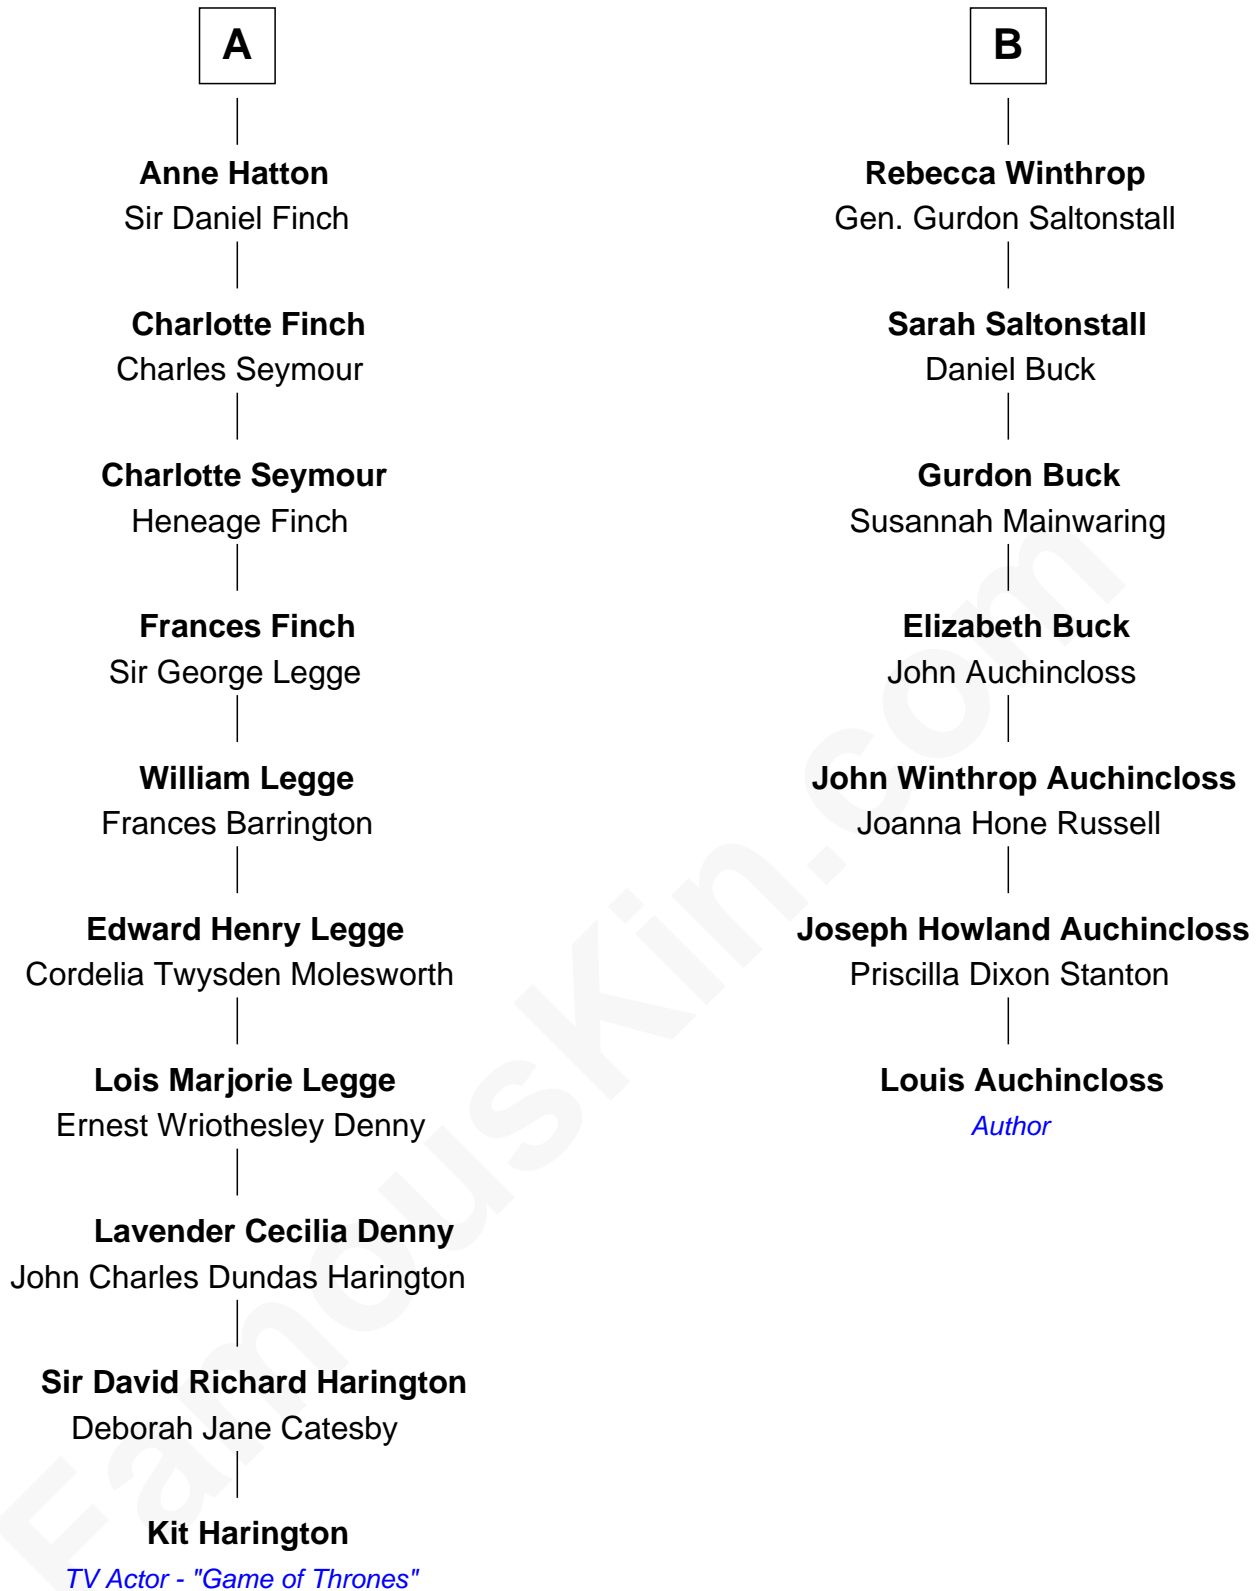 A
Anne Hatton
Sir Daniel Finch
Charlotte Finch
Charles Seymour
Charlotte Seymour
Heneage Finch
Frances Finch
Sir George Legge
William Legge
Frances Barrington
Edward Henry Legge
Cordelia Twysden Molesworth
Lois Marjorie Legge
Ernest Wriothesley Denny
Lavender Cecilia Denny
John Charles Dundas Harington
Sir David Richard Harington
Deborah Jane Catesby
Kit Harington
TV Actor - "Game of Thrones"
B
Rebecca Winthrop
Gen. Gurdon Saltonstall
Sarah Saltonstall
Daniel Buck
Gurdon Buck
Susannah Mainwaring
Elizabeth Buck
John Auchincloss
John Winthrop Auchincloss
Joanna Hone Russell
Joseph Howland Auchincloss
Priscilla Dixon Stanton
Louis Auchincloss
Author
FamousKin.com